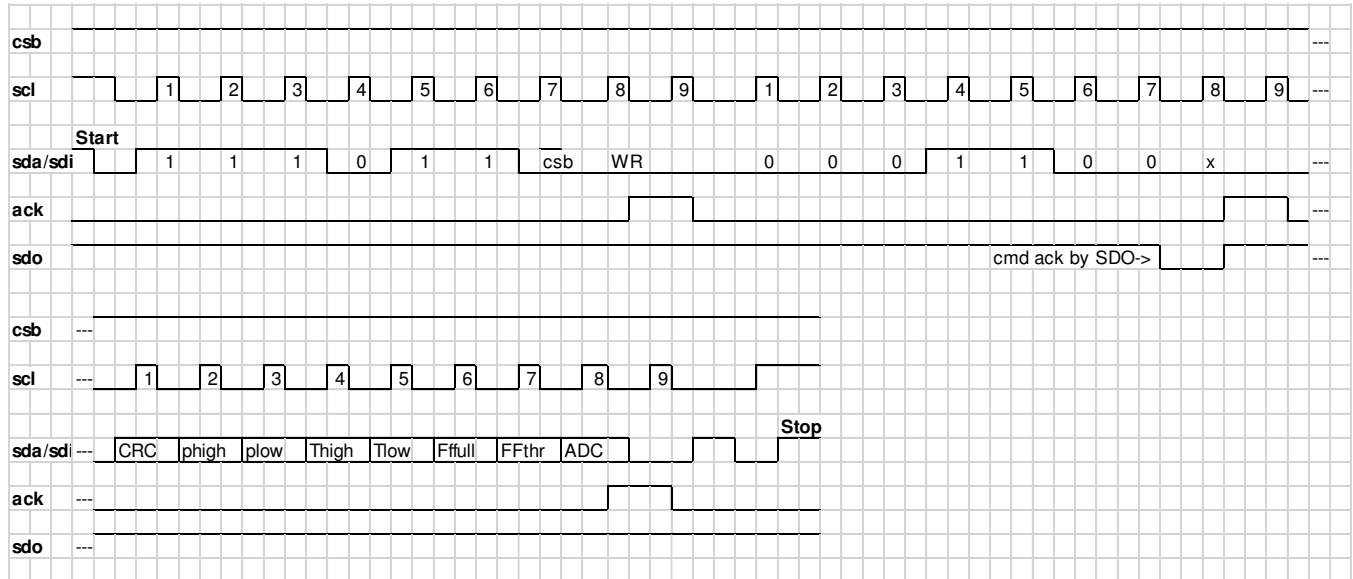 csb ---
scl 1 2 3 4 5 6 7 8 9 1 2 3 4 5 6 7 8 9 ---
Start
sda/sdi 1 1 1 0 1 1 csb WR 0 0 0 1 1 0 0 x ---
ack ---
sdo cmd ack by SDO-> ---
csb ---
scl --- 1 2 3 4 5 6 7 8 9
Stop
sda/sdi --- CRC phigh plow Thigh Tlow Fffull FFthr ADC
ack ---
sdo ---